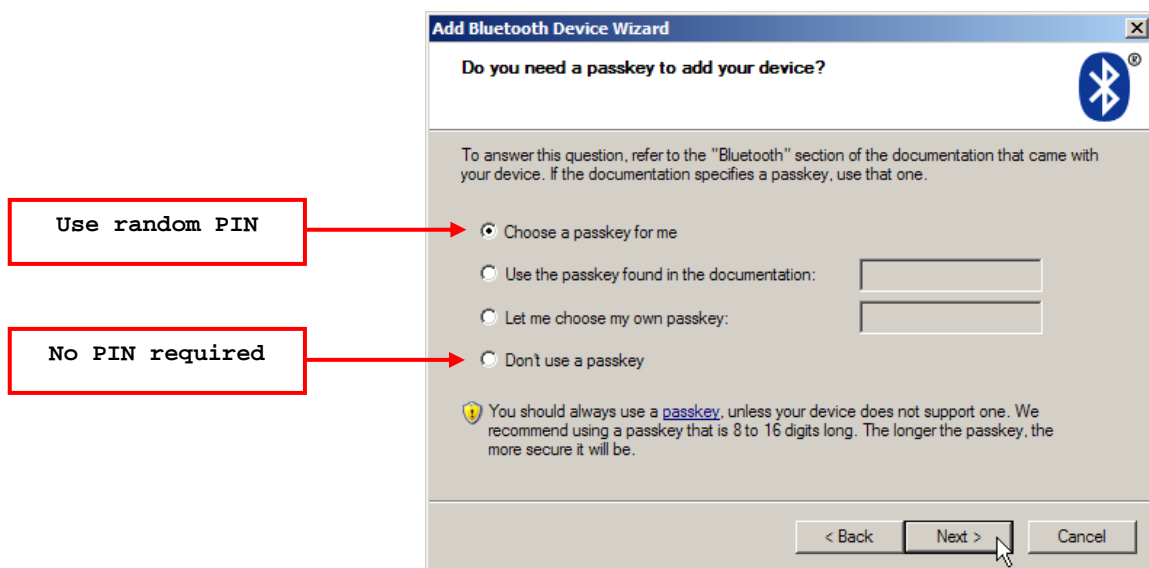 Add Bluetooth Device Wizard
Do you need a passkey to add your device?
®
To answer this question, refer to the "Bluetooth" section of the documentation that came with
your device. If the documentation specifies a passkey, use that one.
Use random PIN
Choose a passkey for me
Use the passkey found in the documentation:
Let me choose my own passkey:
No PIN required
Don't use a passkey
You should always use a passkey, unless your device does not support one. We
recommend using a passkey that is 8 to 16 digits long. The longer the passkey, the
more secure it will be.
< Back
Next >
Cancel